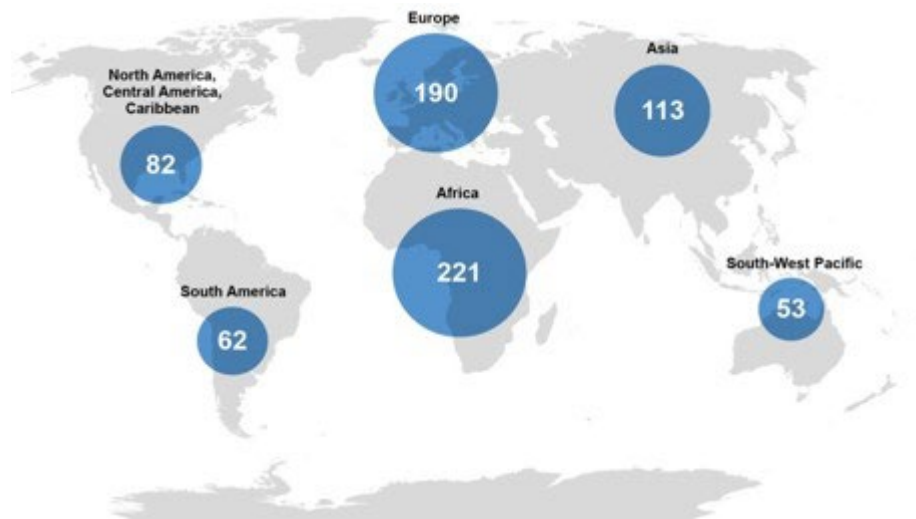 Europe
190
Asia
113
North America,
Central America,
Caribbean
82
Africa
221
South-West Pacific
53
South America
62